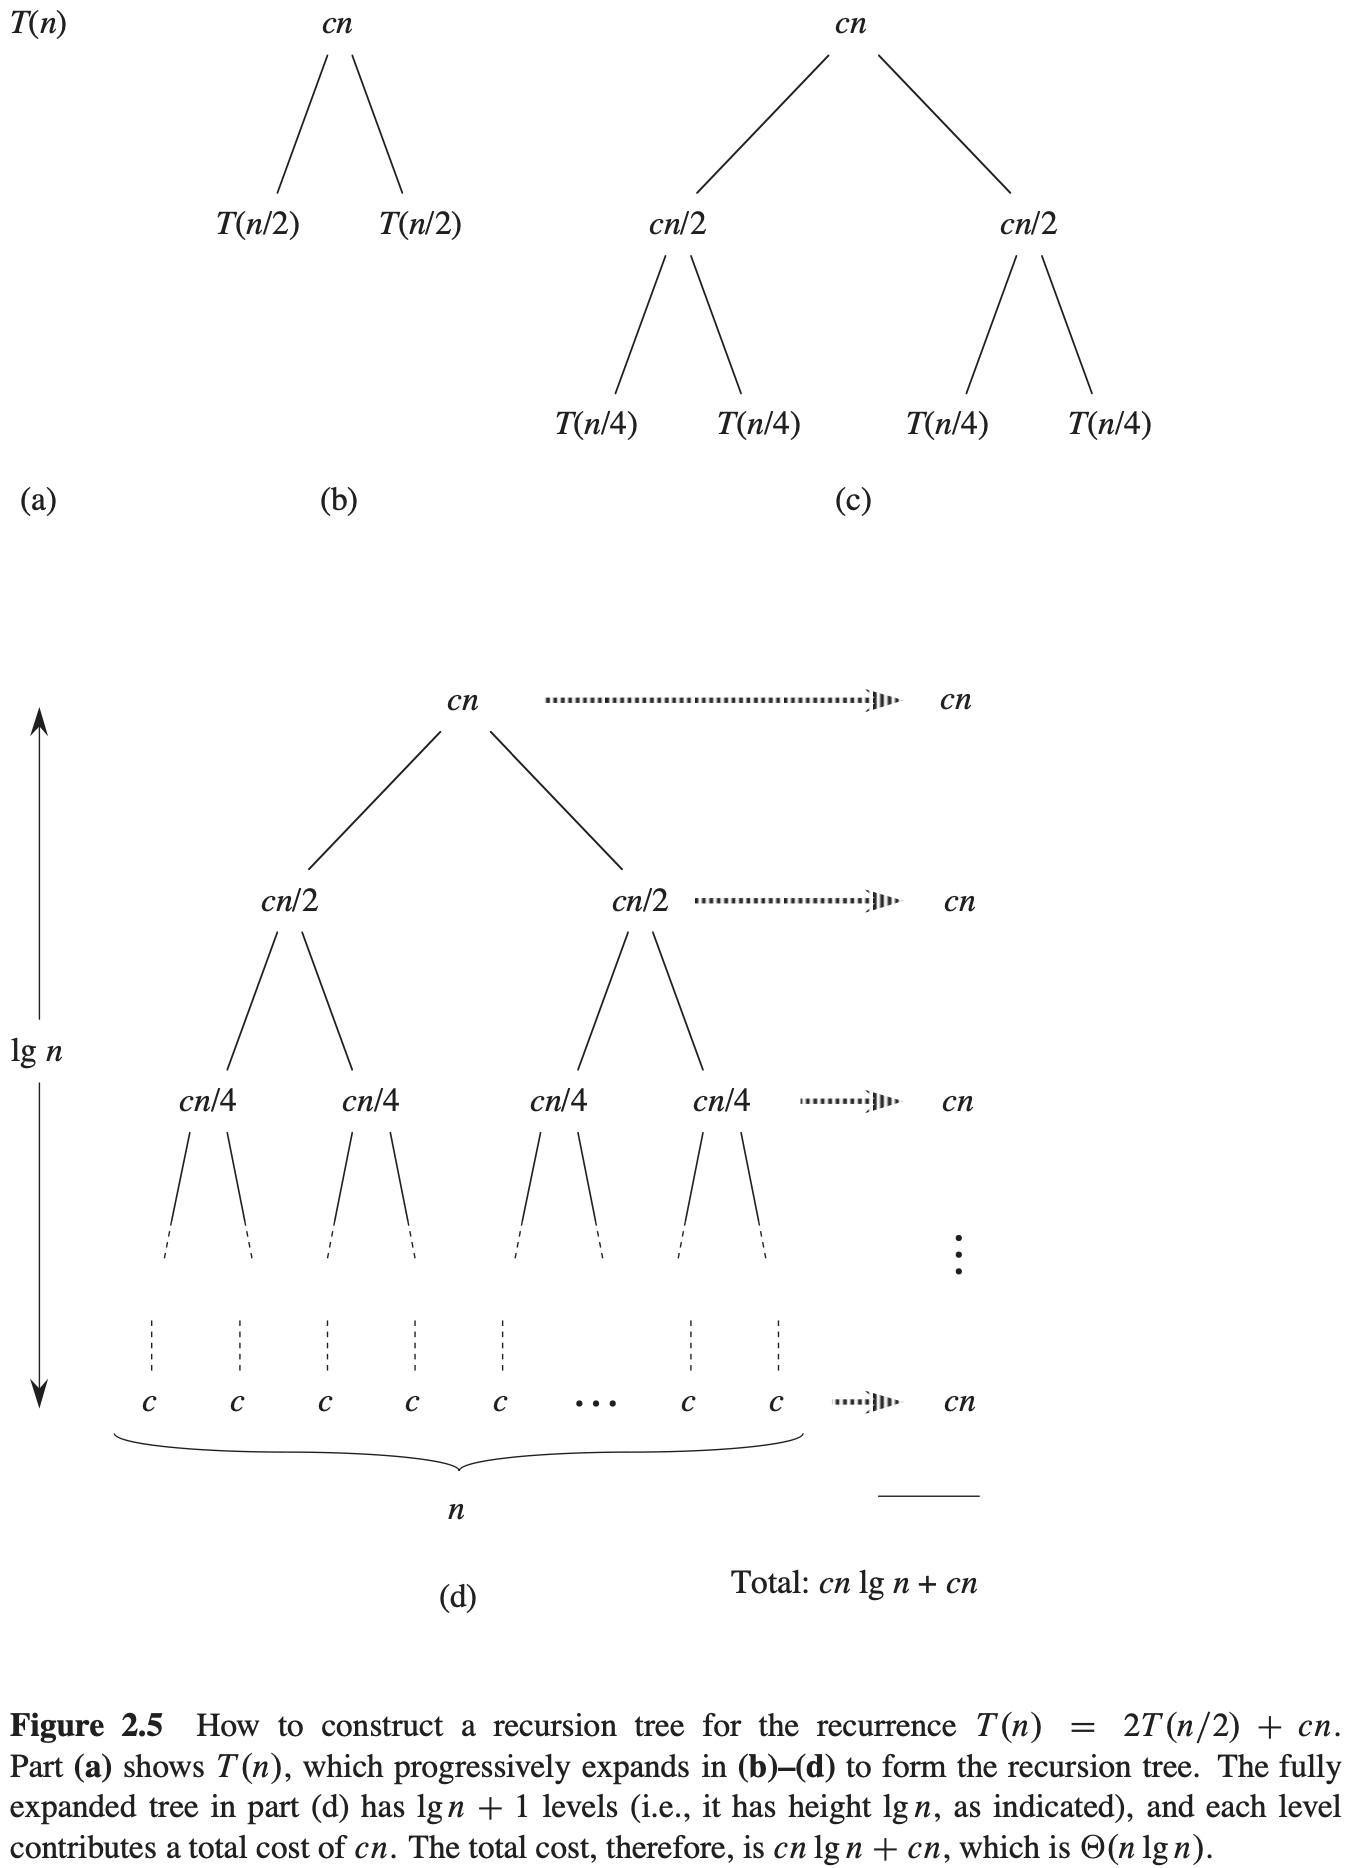 T(n) cn cn
T(n/2) T(n/2) cn/2 cn/2
T(n/4) T(n/4) T(n/4) T(n/4)
(a) (b) (c)
cn cn
cn/2 cn/2 cn
lg n
cn/4 cn/4 cn/4 cn/4 cn
⋮
c c c c c … c c cn
n
Total: cn lg n + cn
(d)
Figure 2.5 How to construct a recursion tree for the recurrence T(n) = 2T(n/2) + cn.
Part (a) shows T(n), which progressively expands in (b)–(d) to form the recursion tree. The fully
expanded tree in part (d) has lg n + 1 levels (i.e., it has height lg n, as indicated), and each level
contributes a total cost of cn. The total cost, therefore, is cn lg n + cn, which is Θ(n lg n).